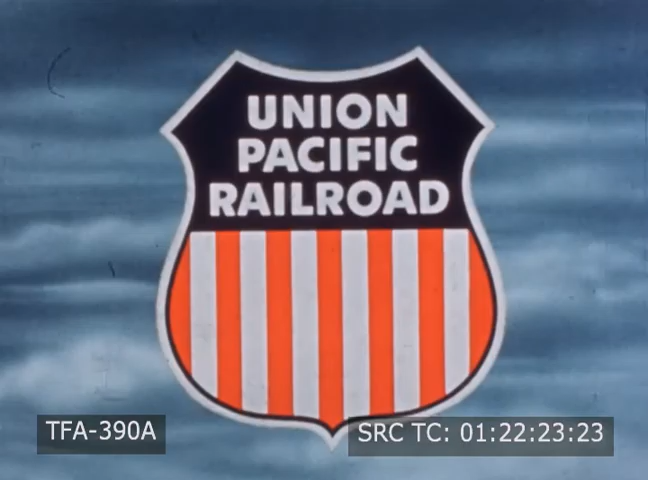 UNION
PACIFIC
RAILROAD
TFA-390A
SRC TC: 01:22:23:23